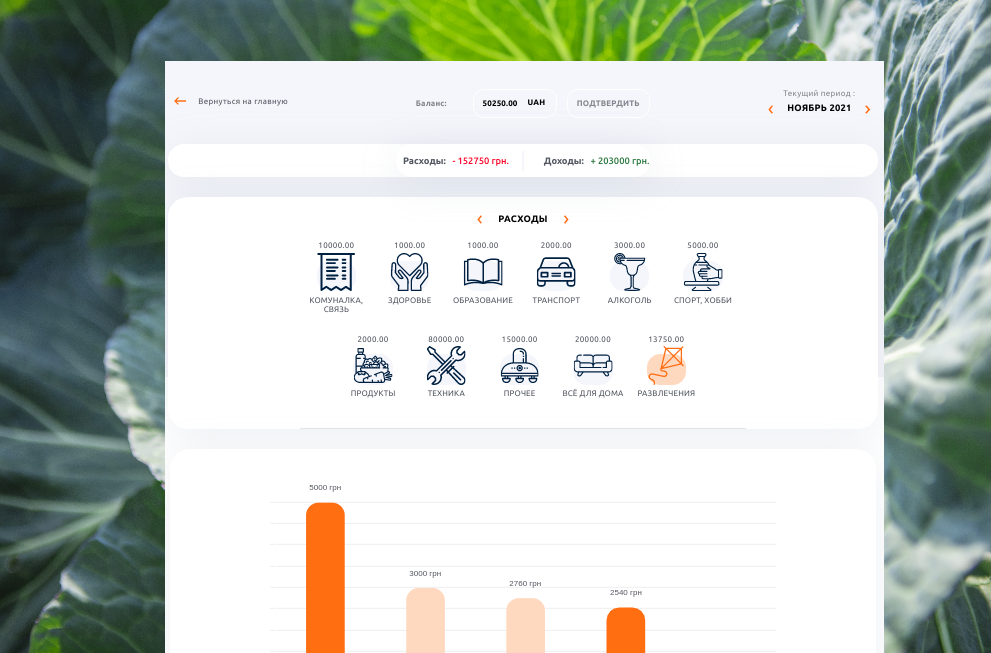 Вернуться на главную
Баланс:
50250.00 UAH
ПОДТВЕРДИТЬ
Текущий период :
НОЯБРЬ 2021
Расходы: - 152750 грн.
Доходы: + 203000 грн.
РАСХОДЫ
10000.00
КОМУНАЛКА,
СВЯЗЬ
1000.00
ЗДОРОВЬЕ
1000.00
ОБРАЗОВАНИЕ
2000.00
ТРАНСПОРТ
3000.00
АЛКОГОЛЬ
5000.00
СПОРТ, ХОББИ
2000.00
ПРОДУКТЫ
80000.00
ТЕХНИКА
15000.00
ПРОЧЕЕ
20000.00
ВСЁ ДЛЯ ДОМА
13750.00
РАЗВЛЕЧЕНИЯ
5000 грн
3000 грн
2760 грн
2540 грн